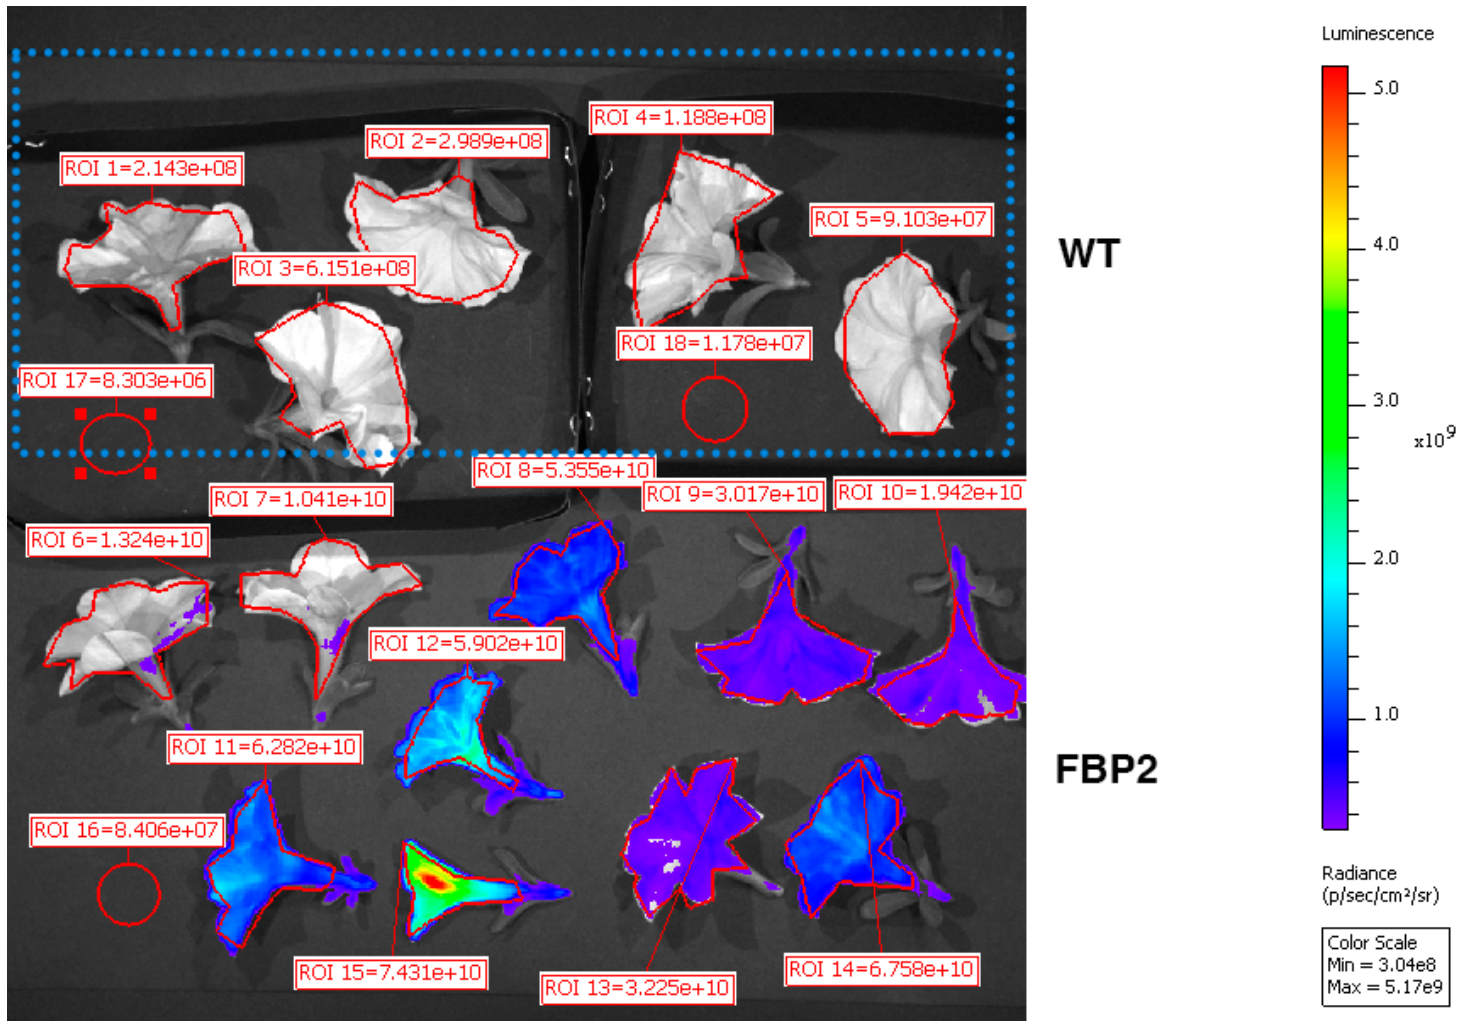 Luminescence
5.0
4.0
3.0
x10⁹
2.0
1.0
Radiance
(p/sec/cm²/sr)
Color Scale
Min = 3.04e8
Max = 5.17e9
WT
FBP2
ROI 4=1.188e+08
ROI 2=2.989e+08
ROI 1=2.143e+08
ROI 5=9.103e+07
ROI 3=6.151e+08
ROI 18=1.178e+07
ROI 17=8.303e+06
ROI 8=5.355e+10
ROI 9=3.017e+10
ROI 10=1.942e+10
ROI 7=1.041e+10
ROI 6=1.324e+10
ROI 12=5.902e+10
ROI 11=6.282e+10
ROI 16=8.406e+07
ROI 15=7.431e+10
ROI 14=6.758e+10
ROI 13=3.225e+10